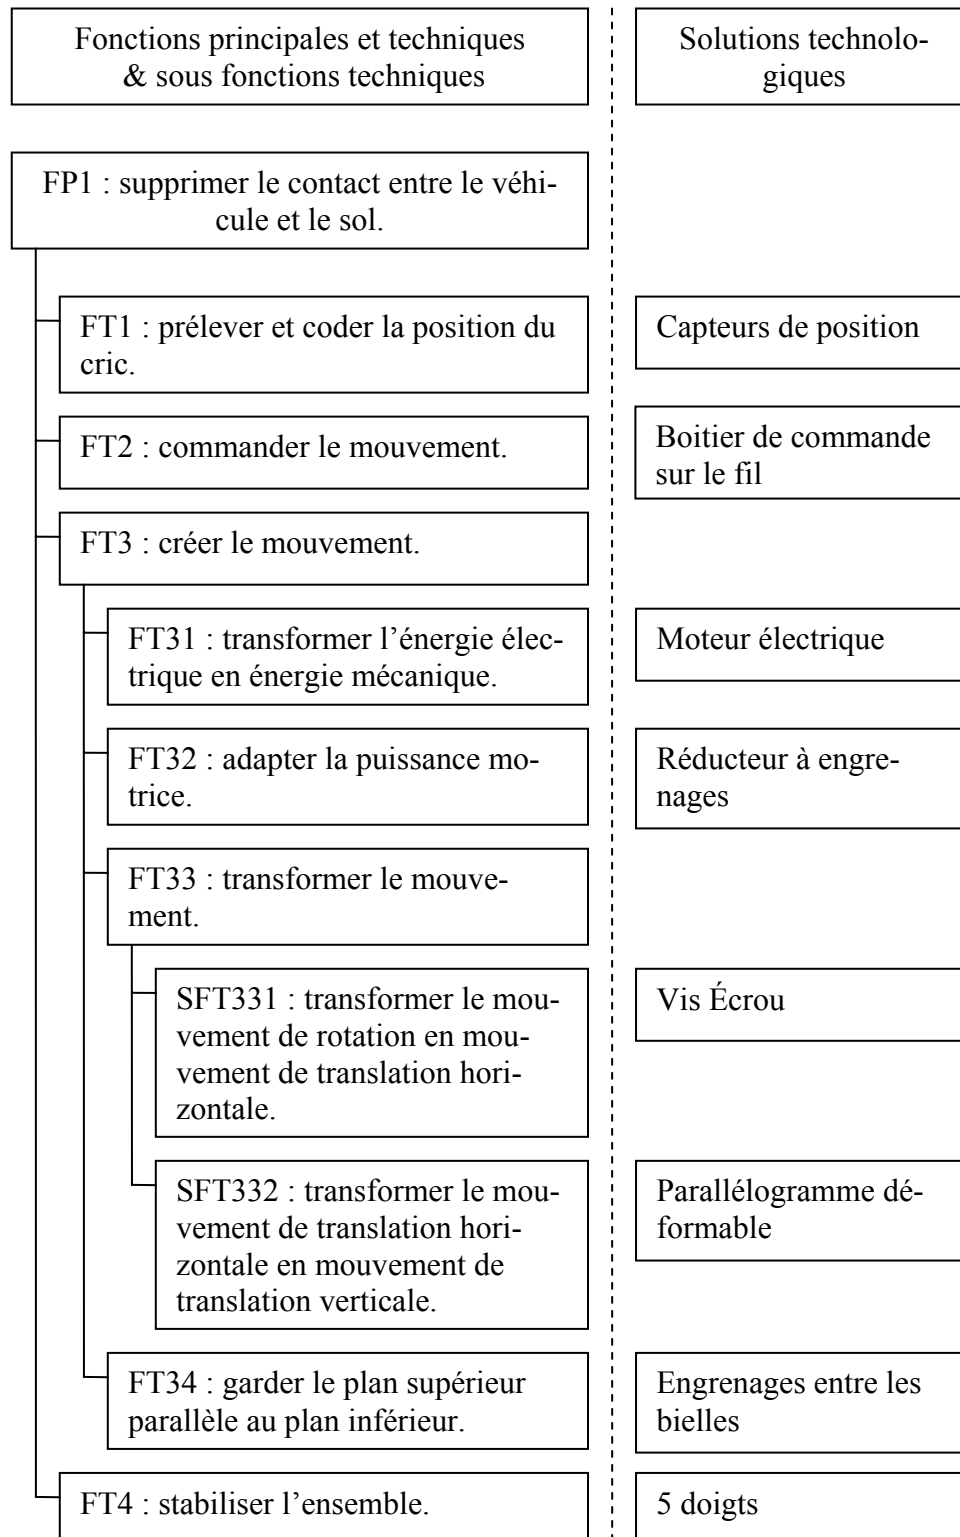 Fonctions principales et techniques
& sous fonctions techniques
Solutions technolo-
giques
FP1 : supprimer le contact entre le véhi-
cule et le sol.
FT1 : prélever et coder la position du
cric.
Capteurs de position
FT2 : commander le mouvement.
Boitier de commande
sur le fil
FT3 : créer le mouvement.
FT31 : transformer l’énergie élec-
trique en énergie mécanique.
Moteur électrique
FT32 : adapter la puissance mo-
trice.
Réducteur à engre-
nages
FT33 : transformer le mouve-
ment.
SFT331 : transformer le mou-
vement de rotation en mou-
vement de translation hori-
zontale.
Vis Écrou
SFT332 : transformer le mou-
vement de translation hori-
zontale en mouvement de
translation verticale.
Parallélogramme dé-
formable
FT34 : garder le plan supérieur
parallèle au plan inférieur.
Engrenages entre les
bielles
FT4 : stabiliser l’ensemble.
5 doigts